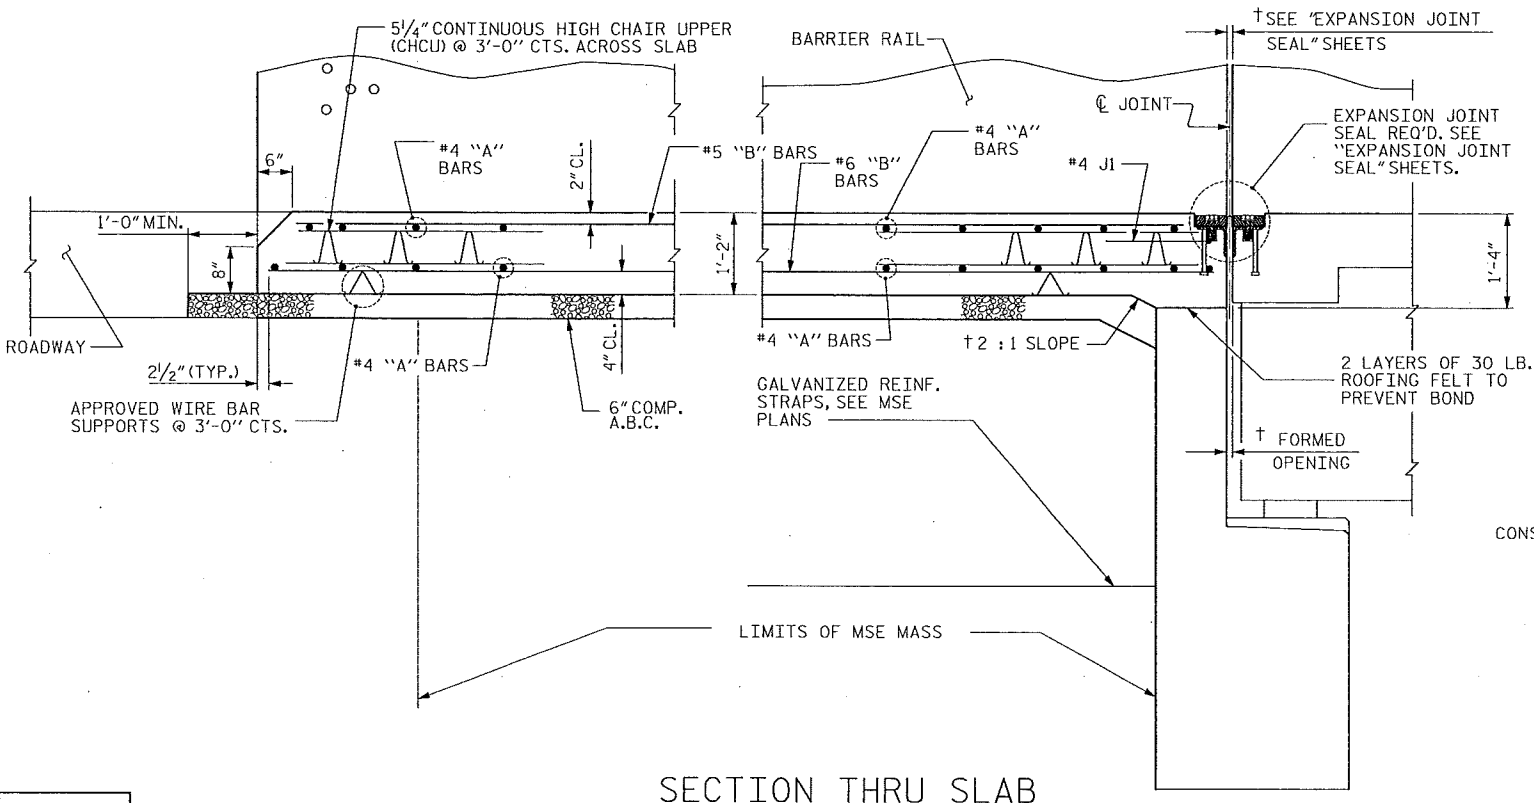 5 1/4" CONTINUOUS HIGH CHAIR UPPER
(CHCU) @ 3'-0" CTS. ACROSS SLAB
BARRIER RAIL
† SEE "EXPANSION JOINT
SEAL" SHEETS
℄ JOINT
EXPANSION JOINT
SEAL REQ'D. SEE
"EXPANSION JOINT
SEAL" SHEETS.
6"
#4 "A"
BARS
2" CL.
#5 "B" BARS
#6 "B"
BARS
#4 "A"
BARS
#4 J1
1'-0" MIN.
8"
1'-2"
1'-4"
ROADWAY
2 1/2" (TYP.)
#4 "A" BARS
4" CL.
#4 "A" BARS
† 2 : 1 SLOPE
APPROVED WIRE BAR
SUPPORTS @ 3'-0" CTS.
6" COMP.
A.B.C.
GALVANIZED REINF.
STRAPS, SEE MSE
PLANS
2 LAYERS OF 30 LB.
ROOFING FELT TO
PREVENT BOND
† FORMED
OPENING
CONS
LIMITS OF MSE MASS
SECTION THRU SLAB